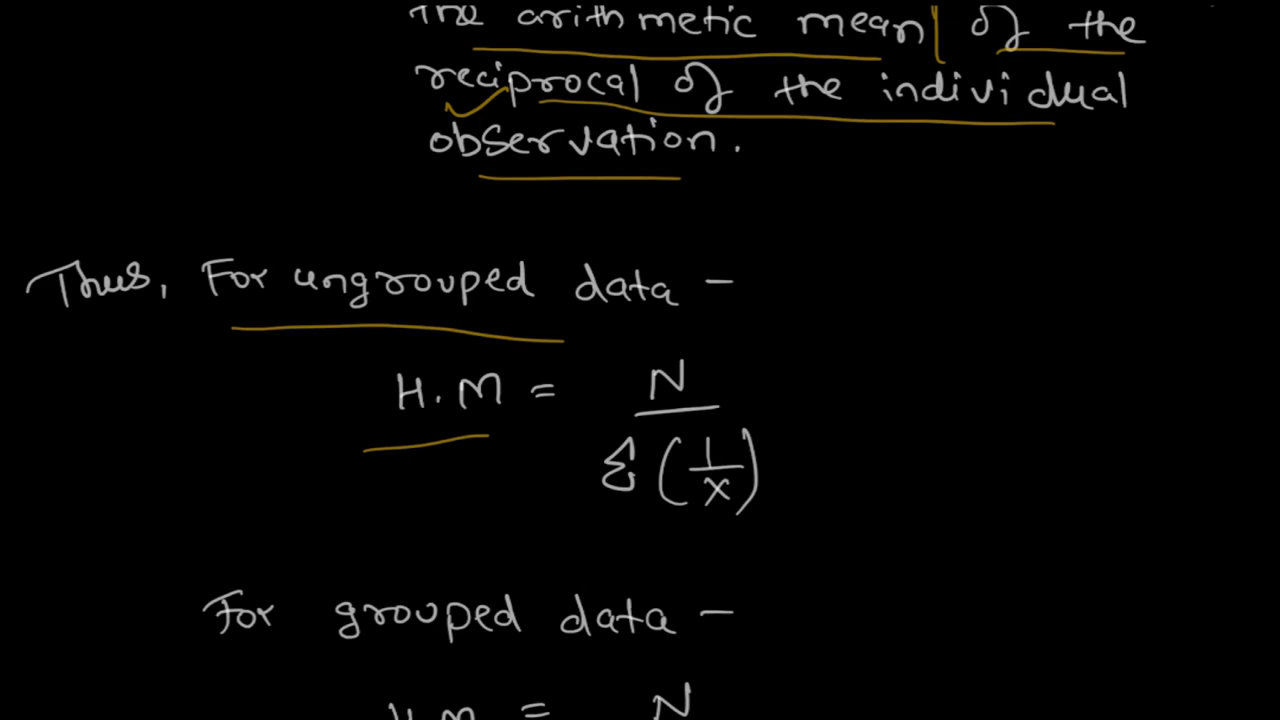 The arithmetic mean of the
reciprocal of the individual
observation.
Thus, For ungrouped data -
H.M = N / Σ(1/x)
For grouped data -
H.M = N